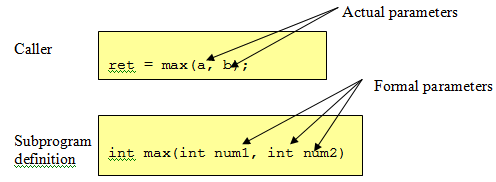 Actual parameters
Caller
ret = max(a, b);
Formal parameters
Subprogram
definition
int max(int num1, int num2)